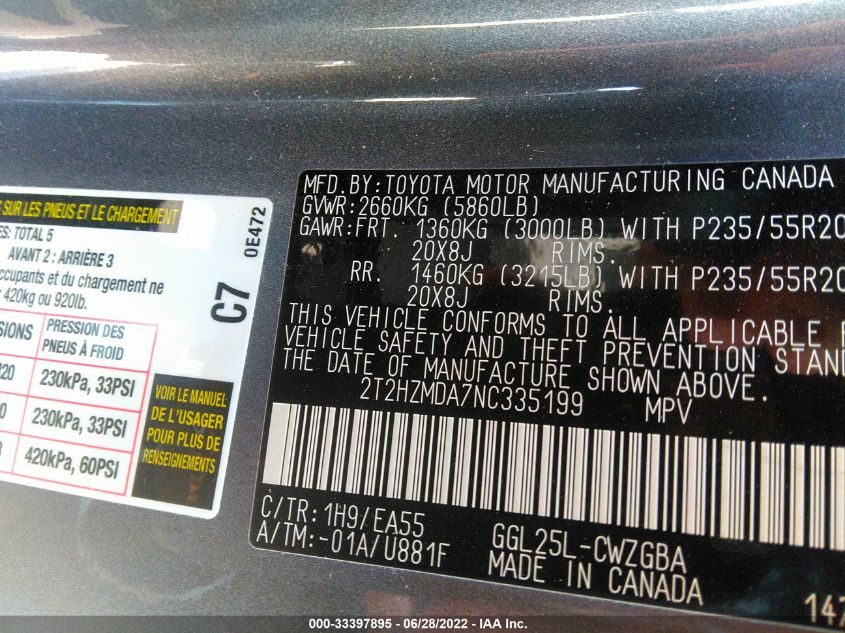 S SUR LES PNEUS ET LE CHARGEMENT
ES: TOTAL 5
AVANT 2 : ARRIÈRE 3
occupants et du chargement ne
r 420kg ou 920lb.
PRESSION DES
PNEUS À FROID
230kPa, 33PSI
230kPa, 33PSI
420kPa, 60PSI
VOIR LE MANUEL
DE L'USAGER
POUR PLUS DE
RENSEIGNEMENTS
C7
0E472
MFD.BY:TOYOTA MOTOR MANUFACTURING CANADA
GVWR:2660KG (5860LB)
GAWR:FRT. 1360KG (3000LB) WITH P235/55R20
20X8J RIMS.
RR. 1460KG (3215LB) WITH P235/55R20
20X8J RIMS.
THIS VEHICLE CONFORMS TO ALL APPLICABLE F
VEHICLE SAFETY AND THEFT PREVENTION STAND
THE DATE OF MANUFACTURE SHOWN ABOVE.
2T2HZMDA7NC335199 MPV
C/TR:1H9/EA55
A/TM:-01A/U881F
GGL25L-CWZGBA
MADE IN CANADA
147
000-33397895 - 06/28/2022 - IAA Inc.